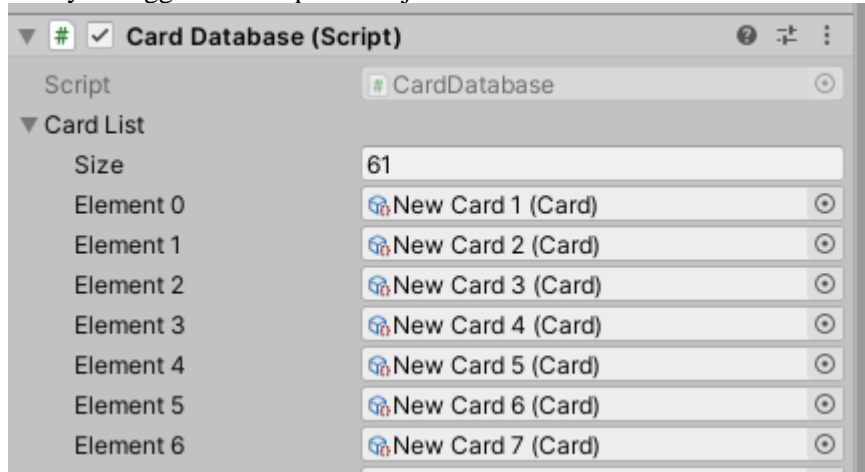 Card Database (Script)
Script # CardDatabase
Card List
Size 61
Element 0 New Card 1 (Card)
Element 1 New Card 2 (Card)
Element 2 New Card 3 (Card)
Element 3 New Card 4 (Card)
Element 4 New Card 5 (Card)
Element 5 New Card 6 (Card)
Element 6 New Card 7 (Card)